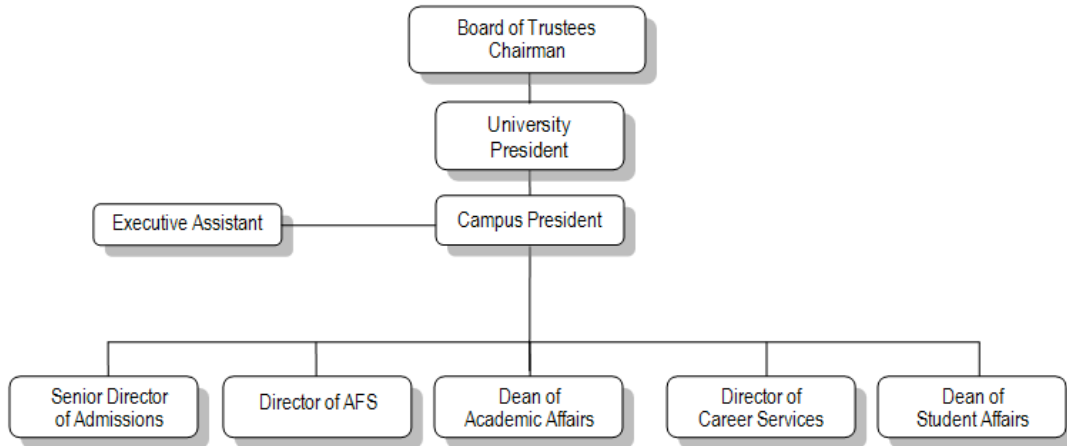 Board of Trustees
Chairman
University
President
Executive Assistant
Campus President
Senior Director
of Admissions
Director of AFS
Dean of
Academic Affairs
Director of
Career Services
Dean of
Student Affairs